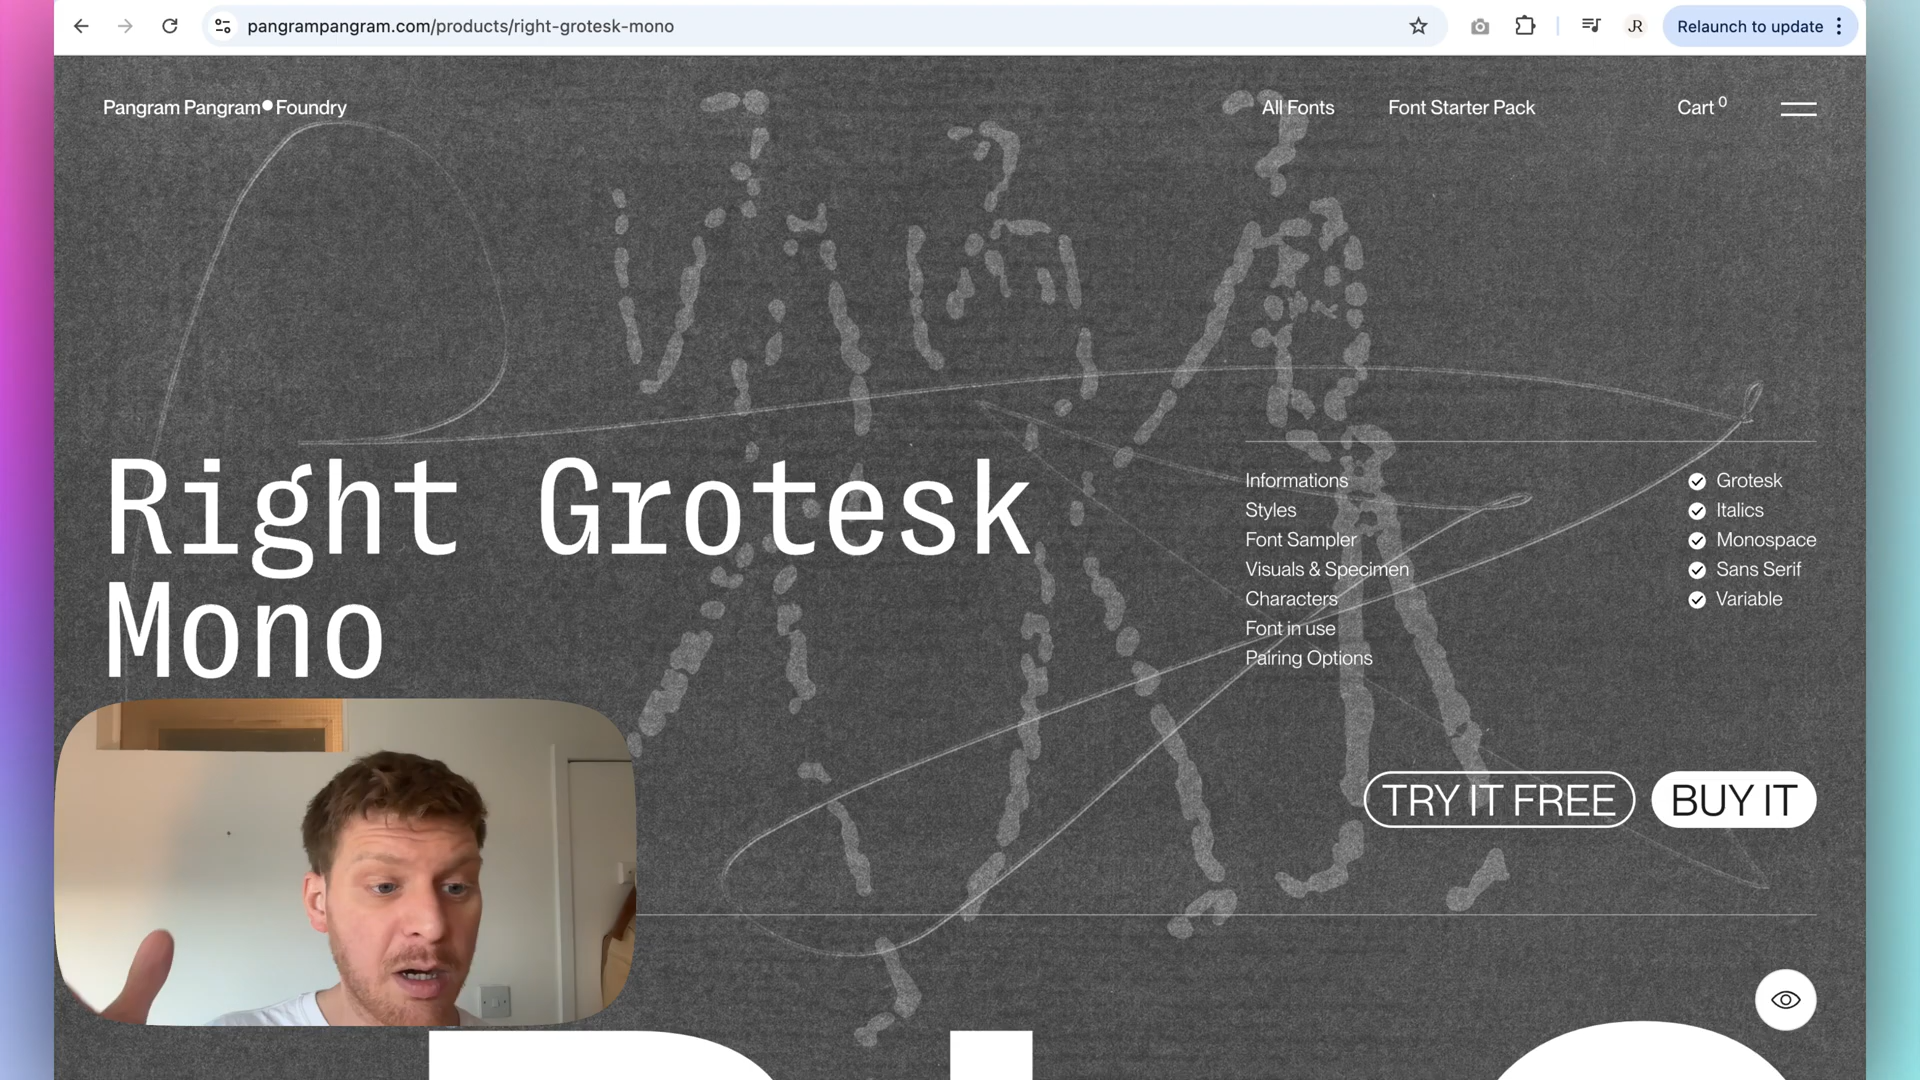 pangrampangram.com/products/right-grotesk-mono
JR
Relaunch to update
Pangram Pangram Foundry
All Fonts
Font Starter Pack
Cart 0
Right Grotesk
Mono
Informations
Styles
Font Sampler
Visuals & Specimen
Characters
Font in use
Pairing Options
Grotesk
Italics
Monospace
Sans Serif
Variable
TRY IT FREE
BUY IT